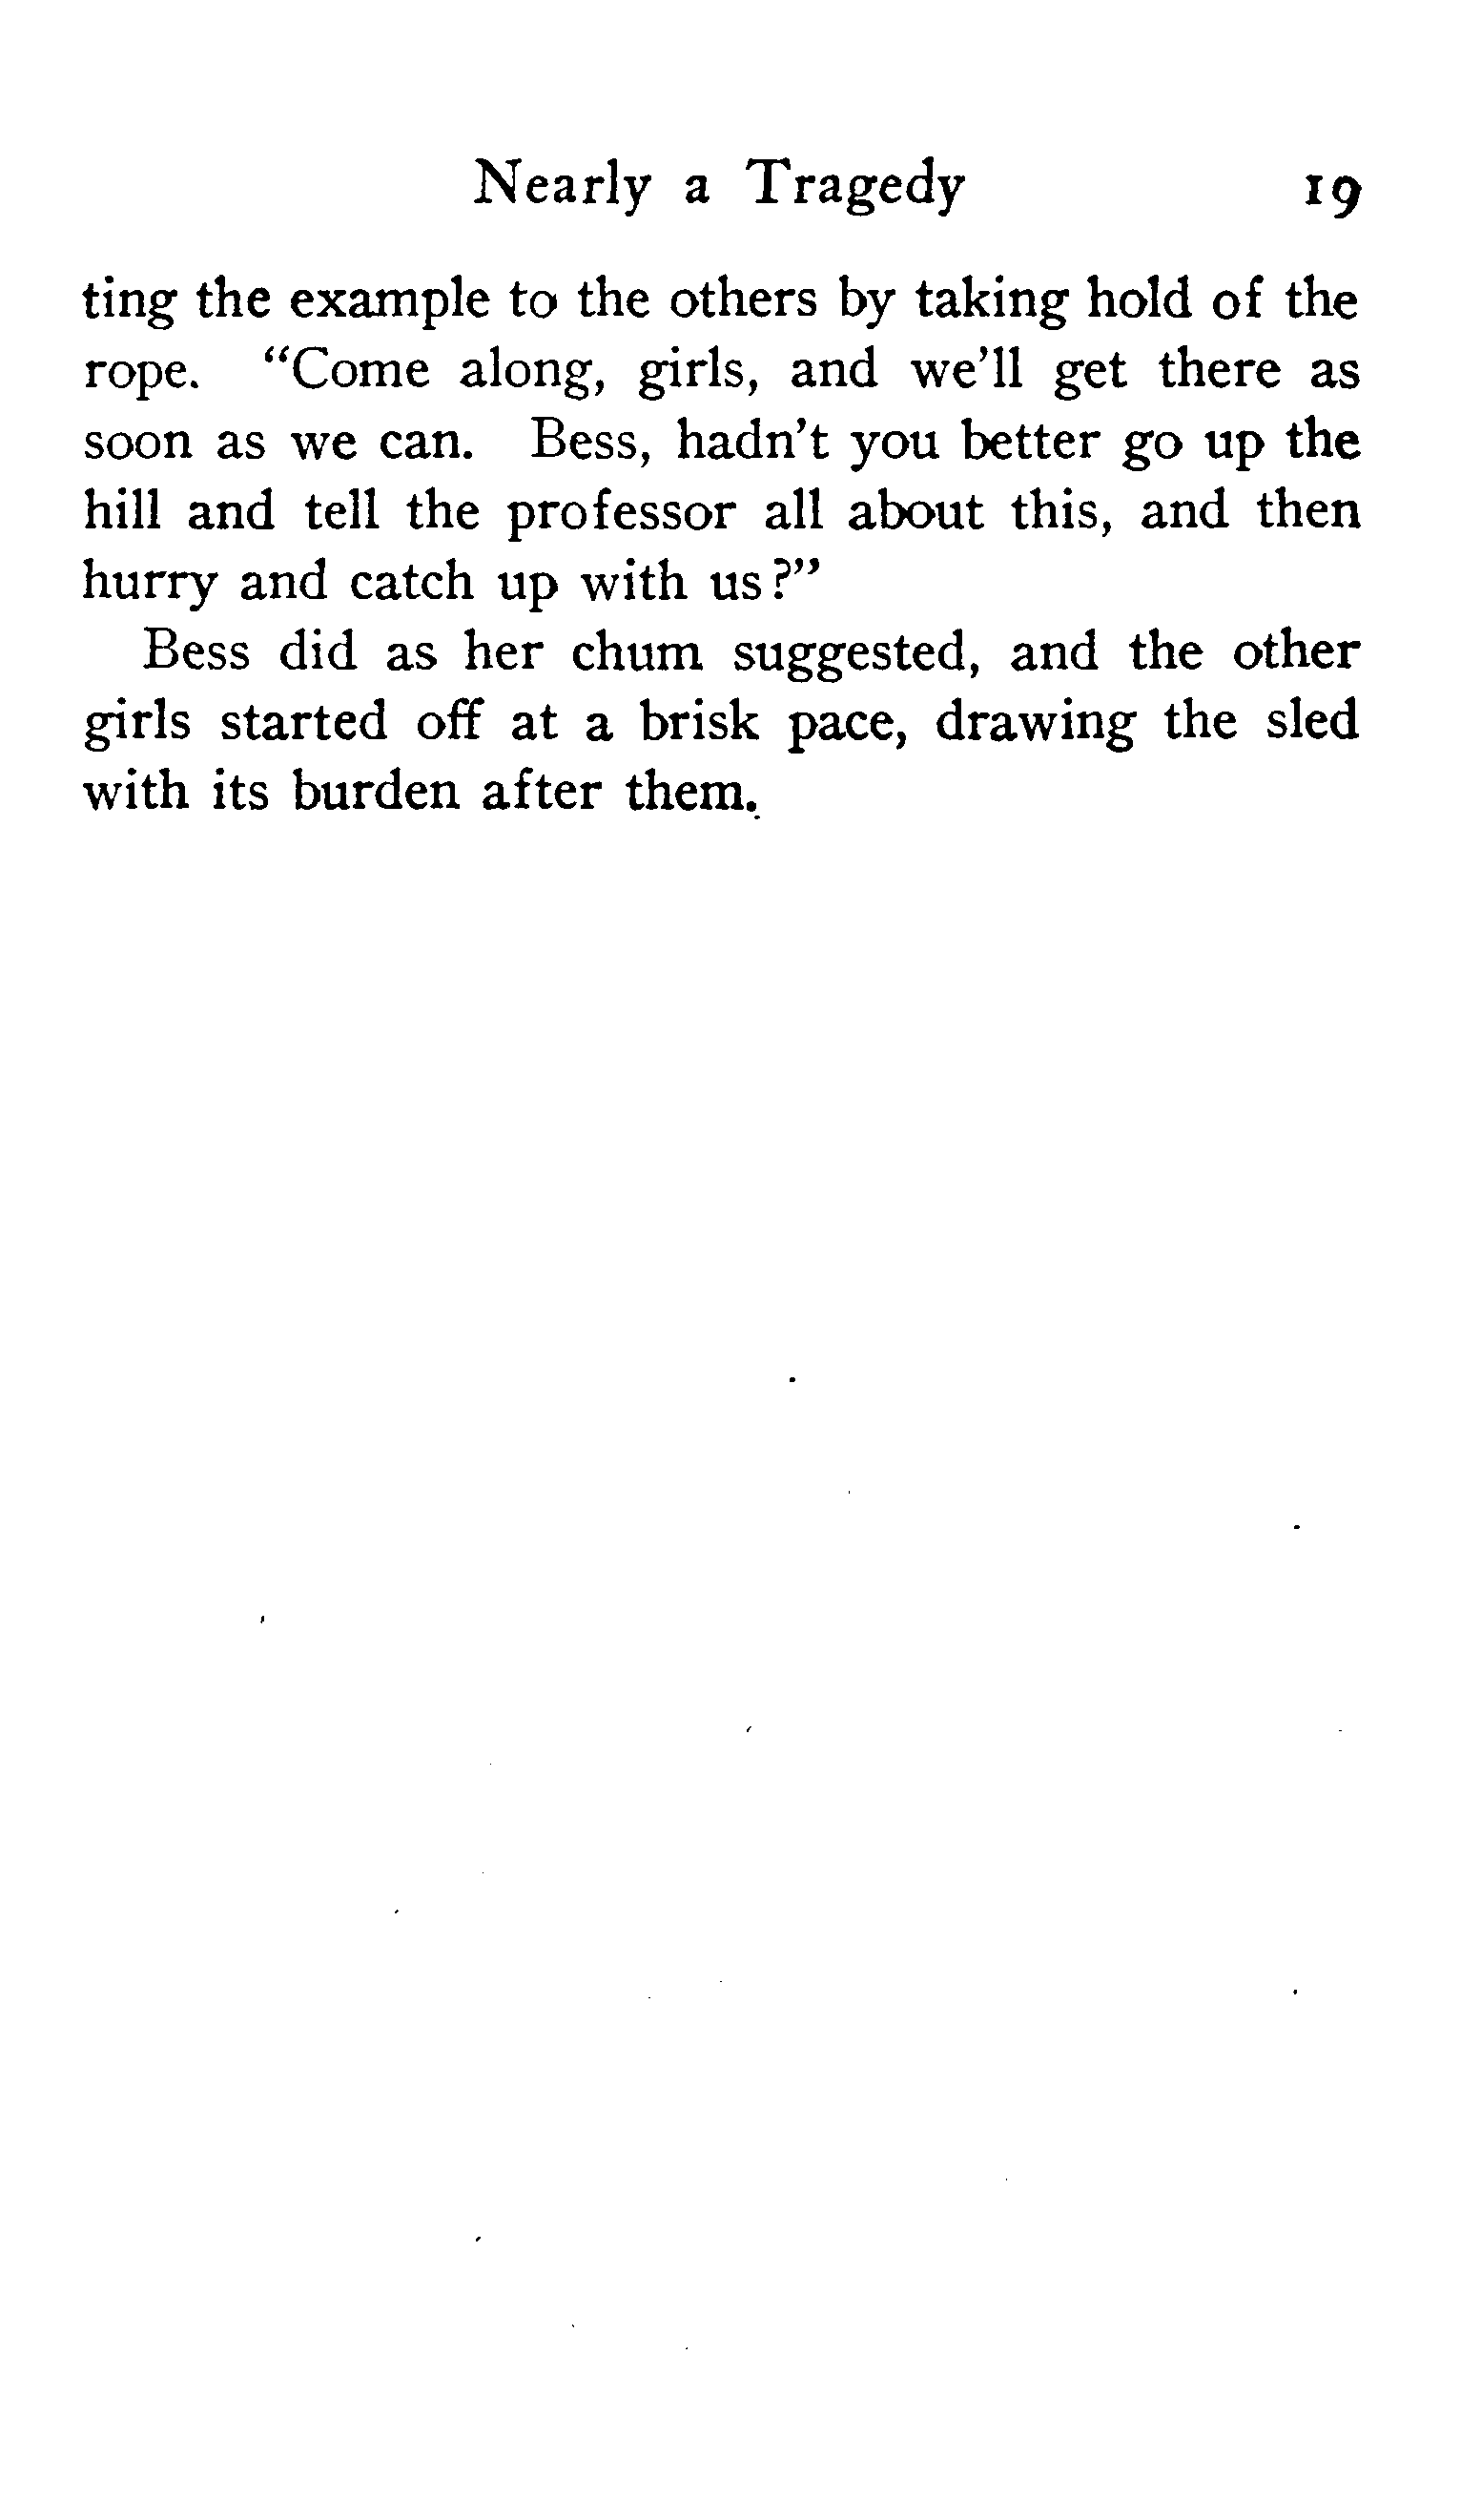 Nearly a Tragedy 19
ting the example to the others by taking hold of the
rope. "Come along, girls, and we'll get there as
soon as we can. Bess, hadn't you better go up the
hill and tell the professor all about this, and then
hurry and catch up with us?"
Bess did as her chum suggested, and the other
girls started off at a brisk pace, drawing the sled
with its burden after them.